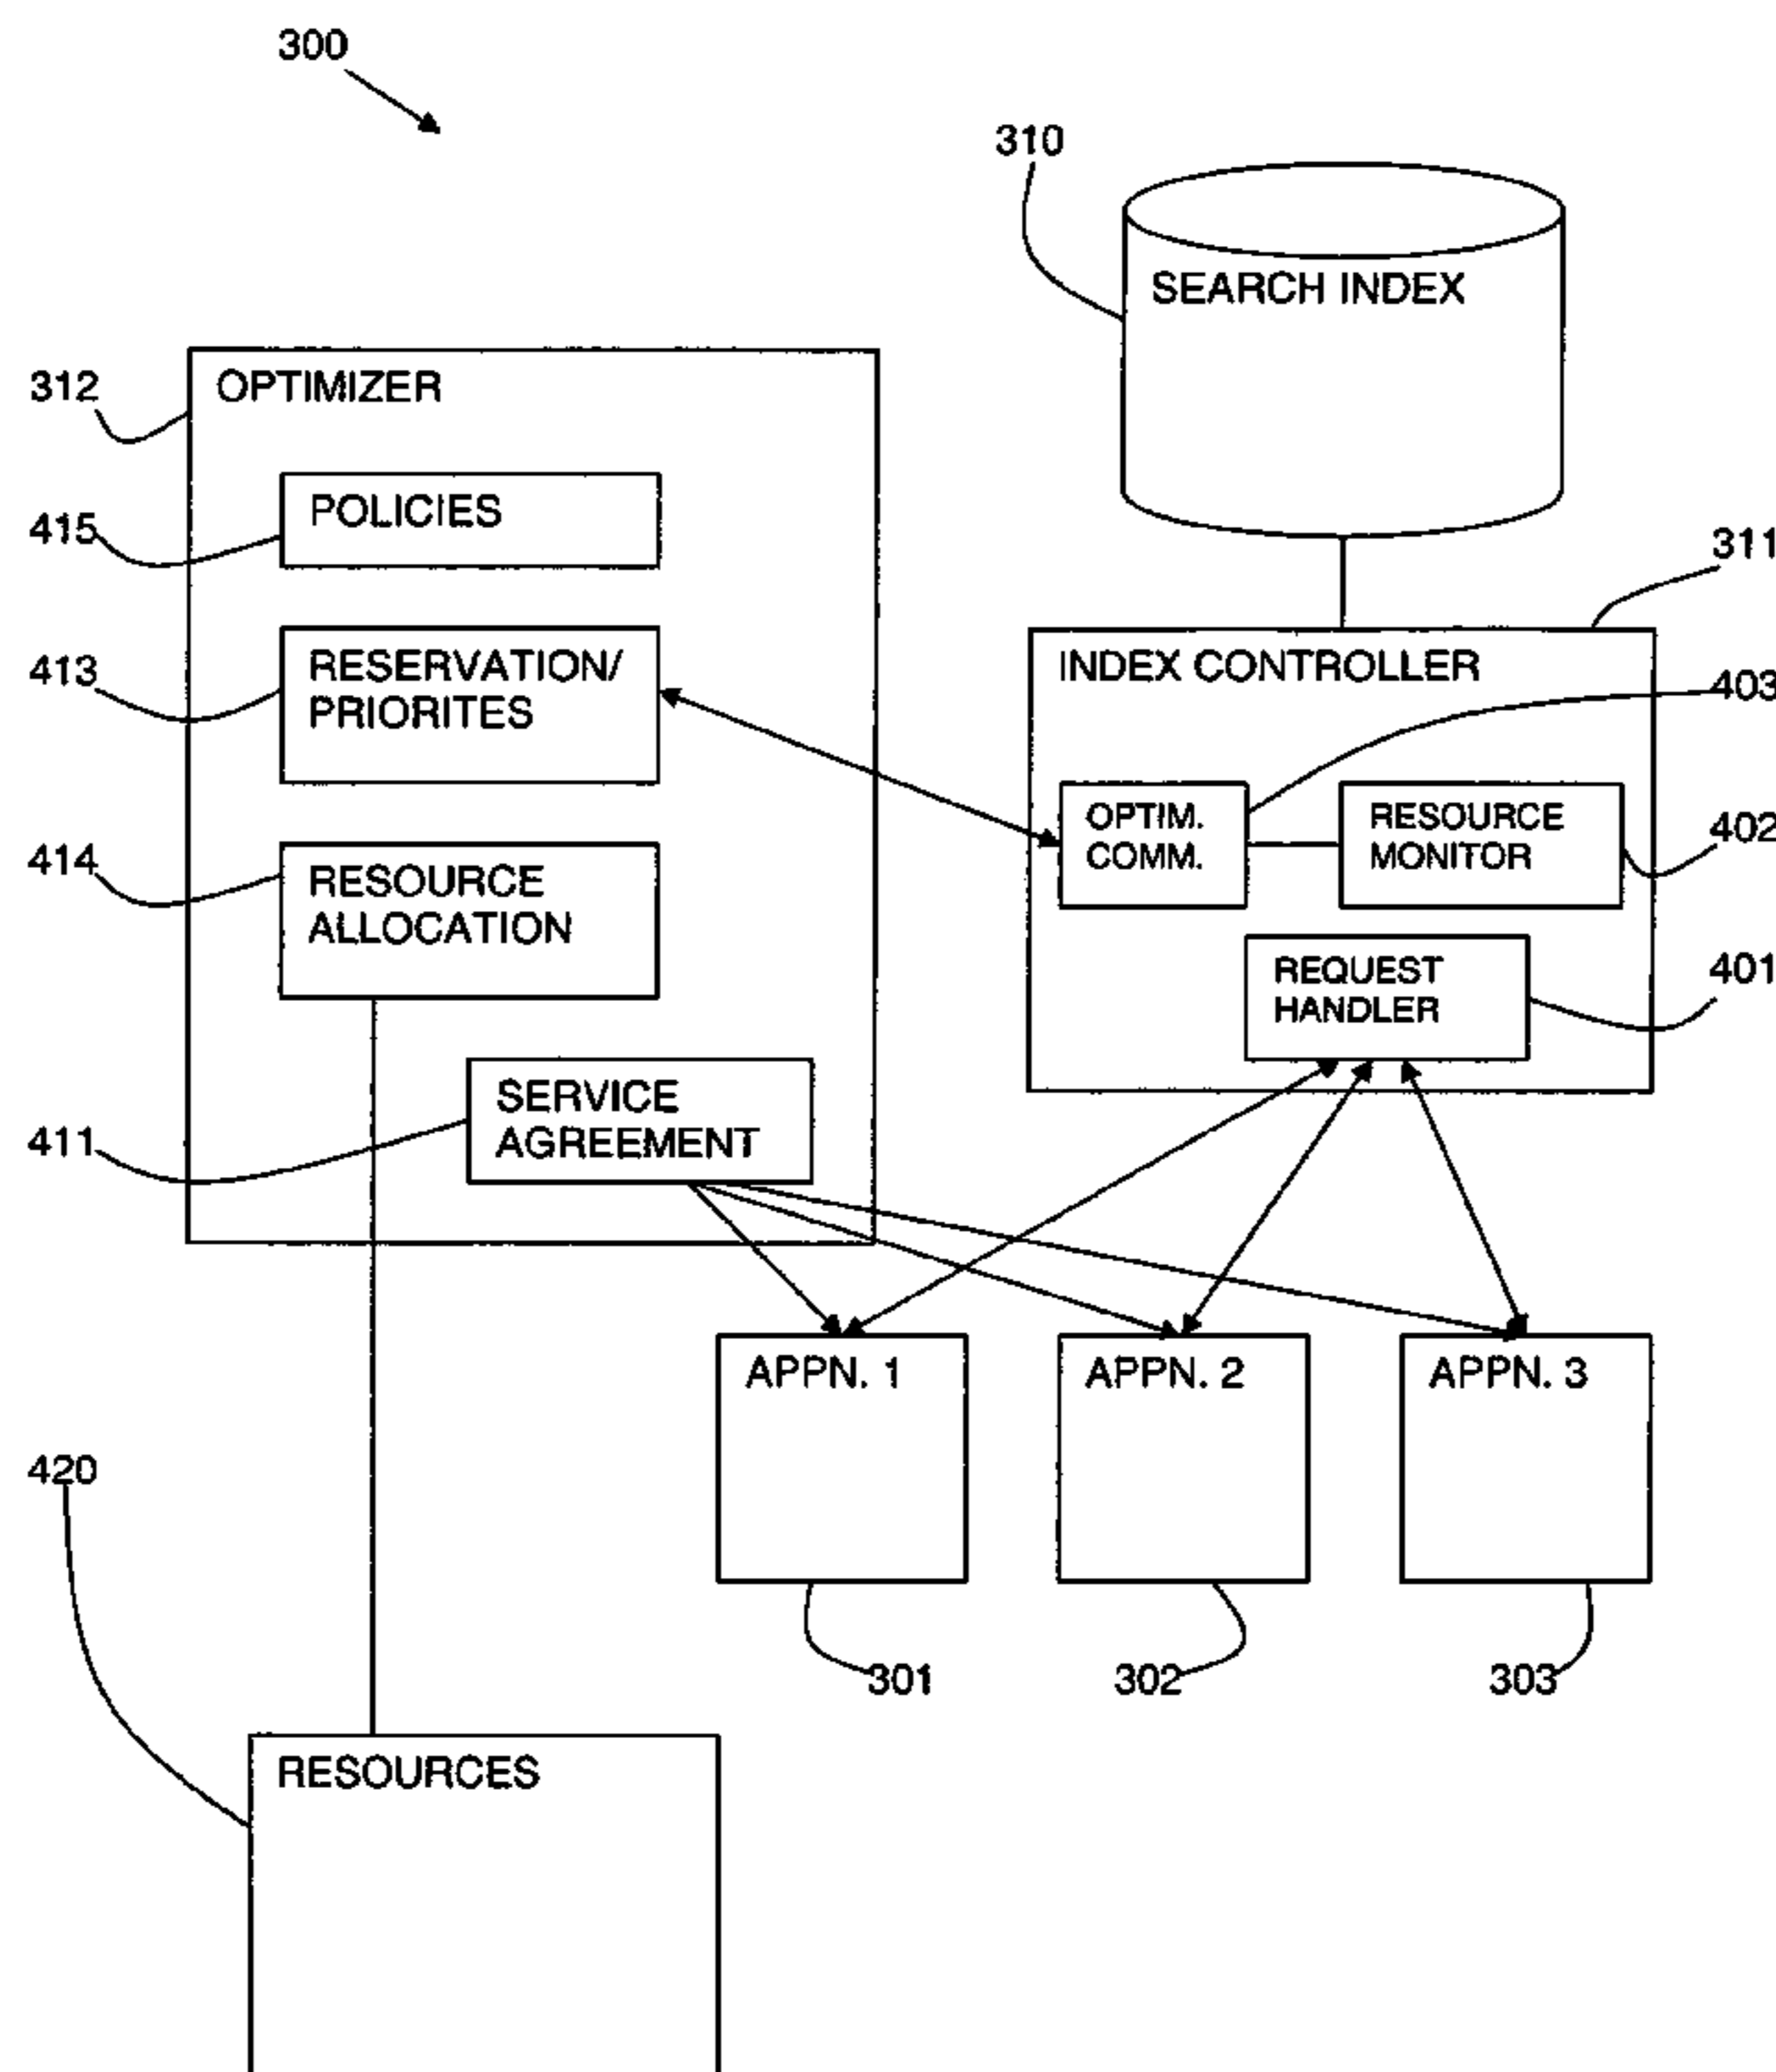 300
310
SEARCH INDEX
312
OPTIMIZER
415
POLICIES
311
INDEX CONTROLLER
413
RESERVATION/
PRIORITES
403
OPTIM.
COMM.
RESOURCE
MONITOR
402
414
RESOURCE
ALLOCATION
REQUEST
HANDLER
401
411
SERVICE
AGREEMENT
APPN. 1
APPN. 2
APPN. 3
420
301
302
303
RESOURCES